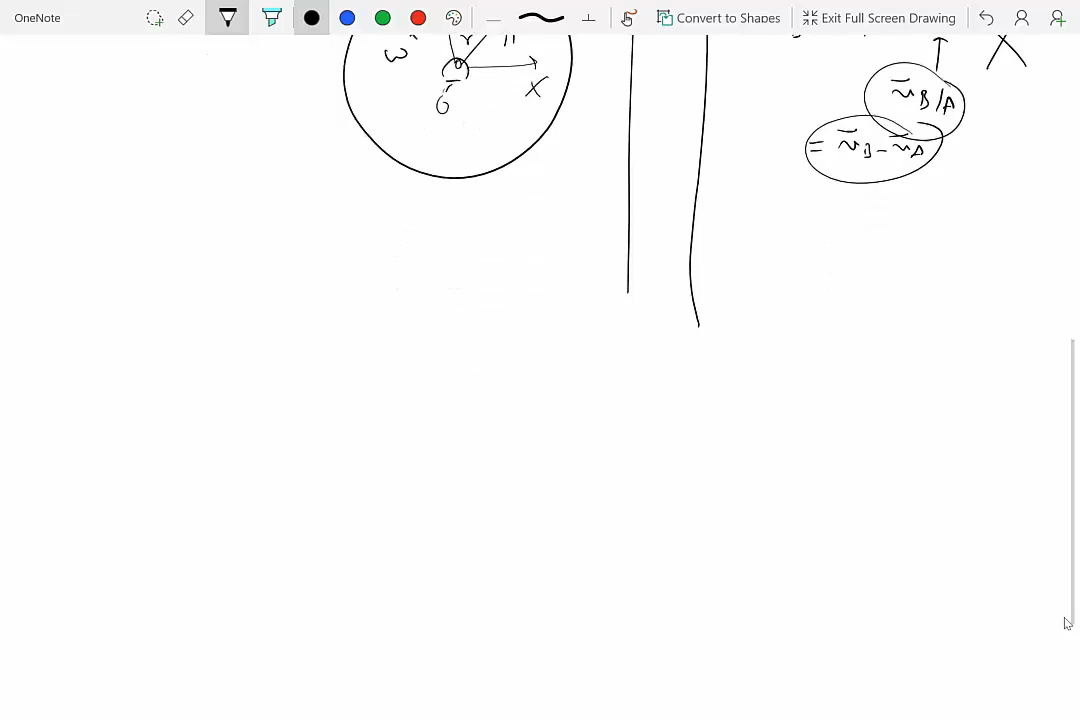 OneNote
Convert to Shapes
Exit Full Screen Drawing
ω
X
O
v̄ B/A
= v̄B - v̄A